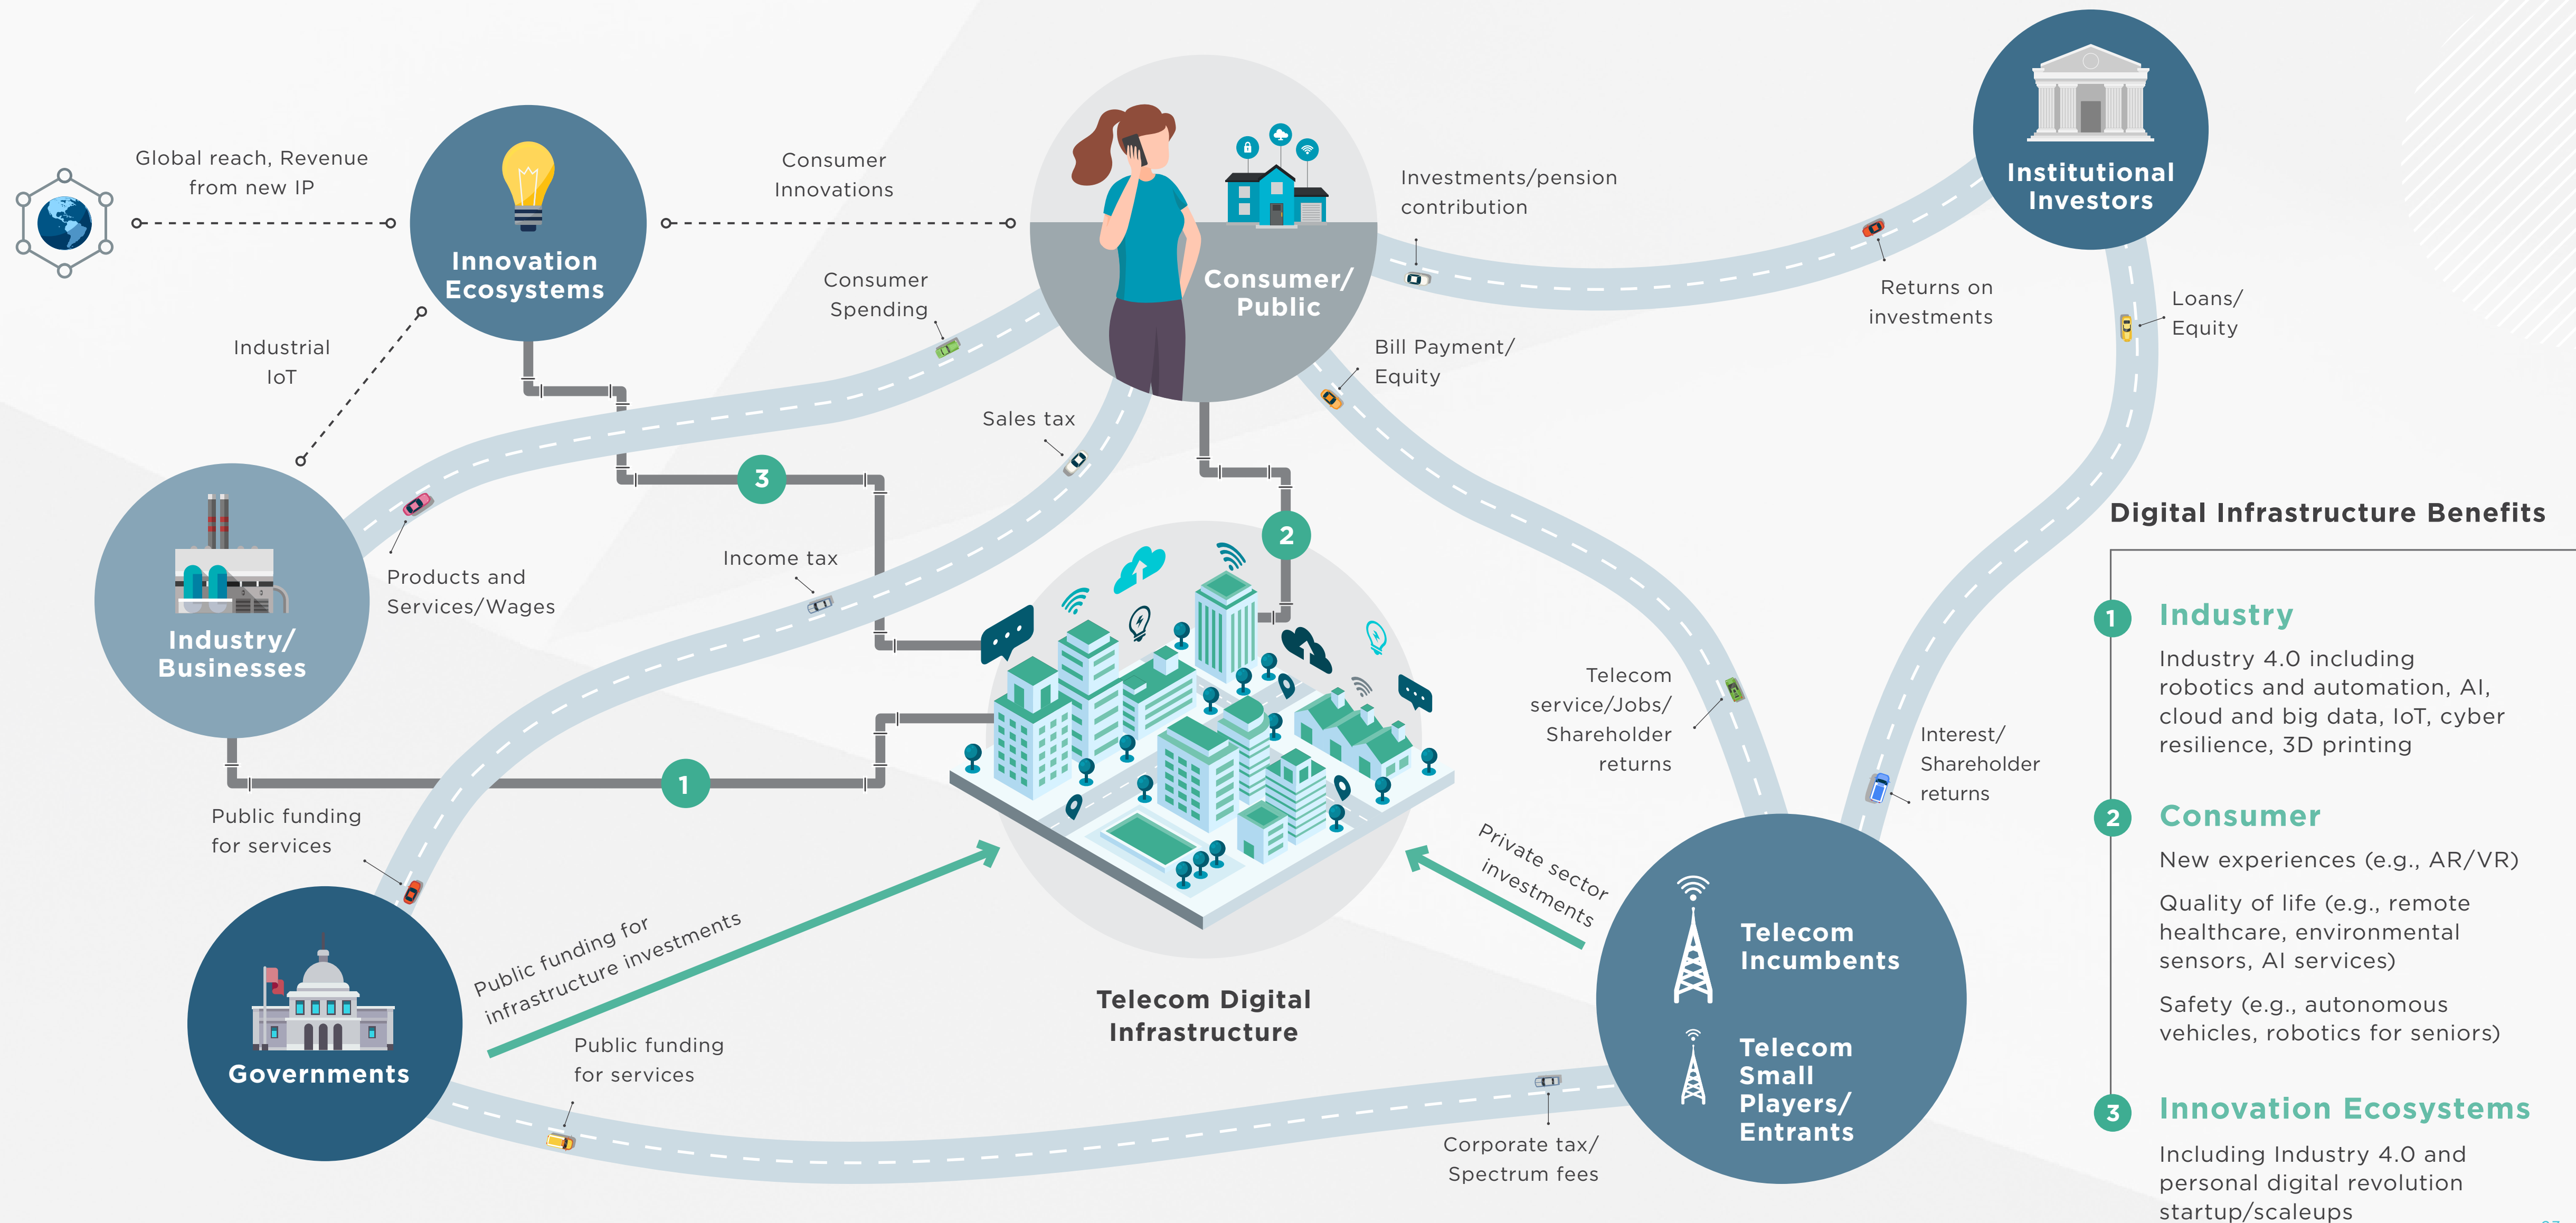 Global reach, Revenue
from new IP
Innovation
Ecosystems
Consumer
Innovations
Consumer/
Public
Investments/pension
contribution
Institutional
Investors
Returns on
investments
Loans/
Equity
Consumer
Spending
Industrial
IoT
Bill Payment/
Equity
Sales tax
3
2
Income tax
Products and
Services/Wages
Industry/
Businesses
1
Public funding
for services
Telecom
service/Jobs/
Shareholder
returns
Interest/
Shareholder
returns
Private sector
investments
Public funding for
infrastructure investments
Governments
Telecom Digital
Infrastructure
Telecom
Incumbents
Telecom
Small
Players/
Entrants
Public funding
for services
Corporate tax/
Spectrum fees
Digital Infrastructure Benefits
1
Industry
Industry 4.0 including
robotics and automation, AI,
cloud and big data, IoT, cyber
resilience, 3D printing
2
Consumer
New experiences (e.g., AR/VR)
Quality of life (e.g., remote
healthcare, environmental
sensors, AI services)
Safety (e.g., autonomous
vehicles, robotics for seniors)
3
Innovation Ecosystems
Including Industry 4.0 and
personal digital revolution
startup/scaleups